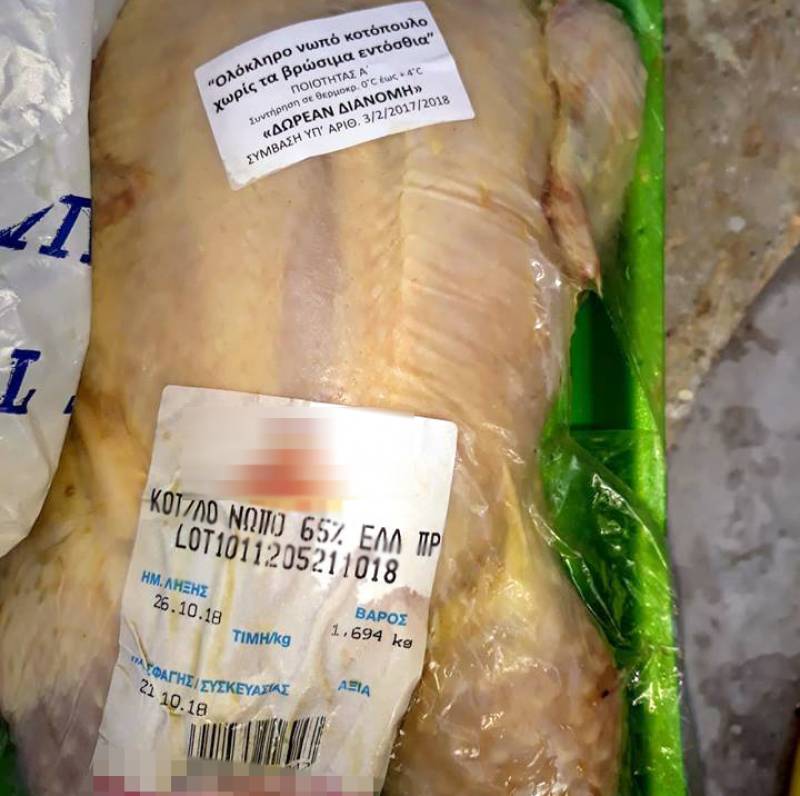 "Ολόκληρο νωπό κοτόπουλο
χωρίς τα βρώσιμα εντόσθια"
ΠΟΙΟΤΗΤΑΣ Α΄
Συντήρηση σε θερμοκρ. 0°C έως + 4°C
«ΔΩΡΕΑΝ ΔΙΑΝΟΜΗ»
ΣΥΜΒΑΣΗ ΥΠ' ΑΡΙΘ. 3/2/2017/2018
ΚΟΤ/ΛΟ ΝΩΠΟ 65% ΕΛΛ ΠΡ
LOT1011205211018
ΗΜ. ΛΗΞΗΣ
26.10.18
ΒΑΡΟΣ
1,694 kg
ΤΙΜΗ/kg
ΣΦΑΓΗΣ/ΣΥΣΚΕΥΑΣΙΑΣ
21 10.18
ΑΞΙΑ